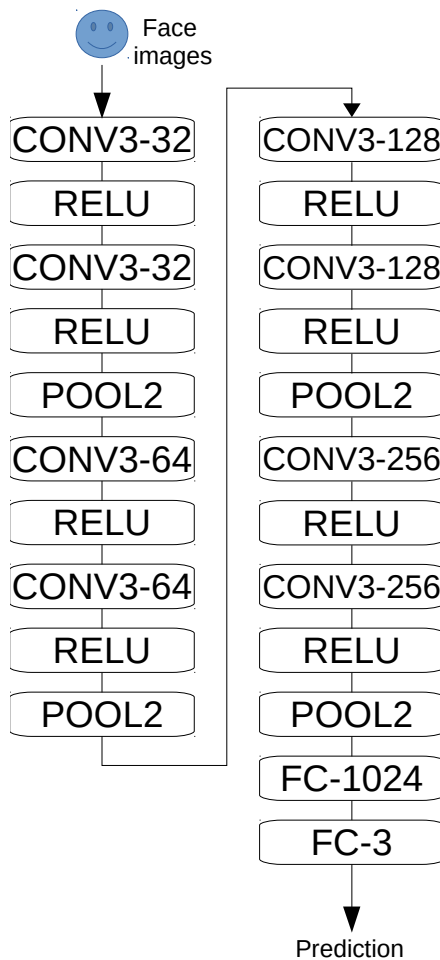 Face
images
CONV3-32
RELU
CONV3-32
RELU
POOL2
CONV3-64
RELU
CONV3-64
RELU
POOL2
CONV3-128
RELU
CONV3-128
RELU
POOL2
CONV3-256
RELU
CONV3-256
RELU
POOL2
FC-1024
FC-3
Prediction